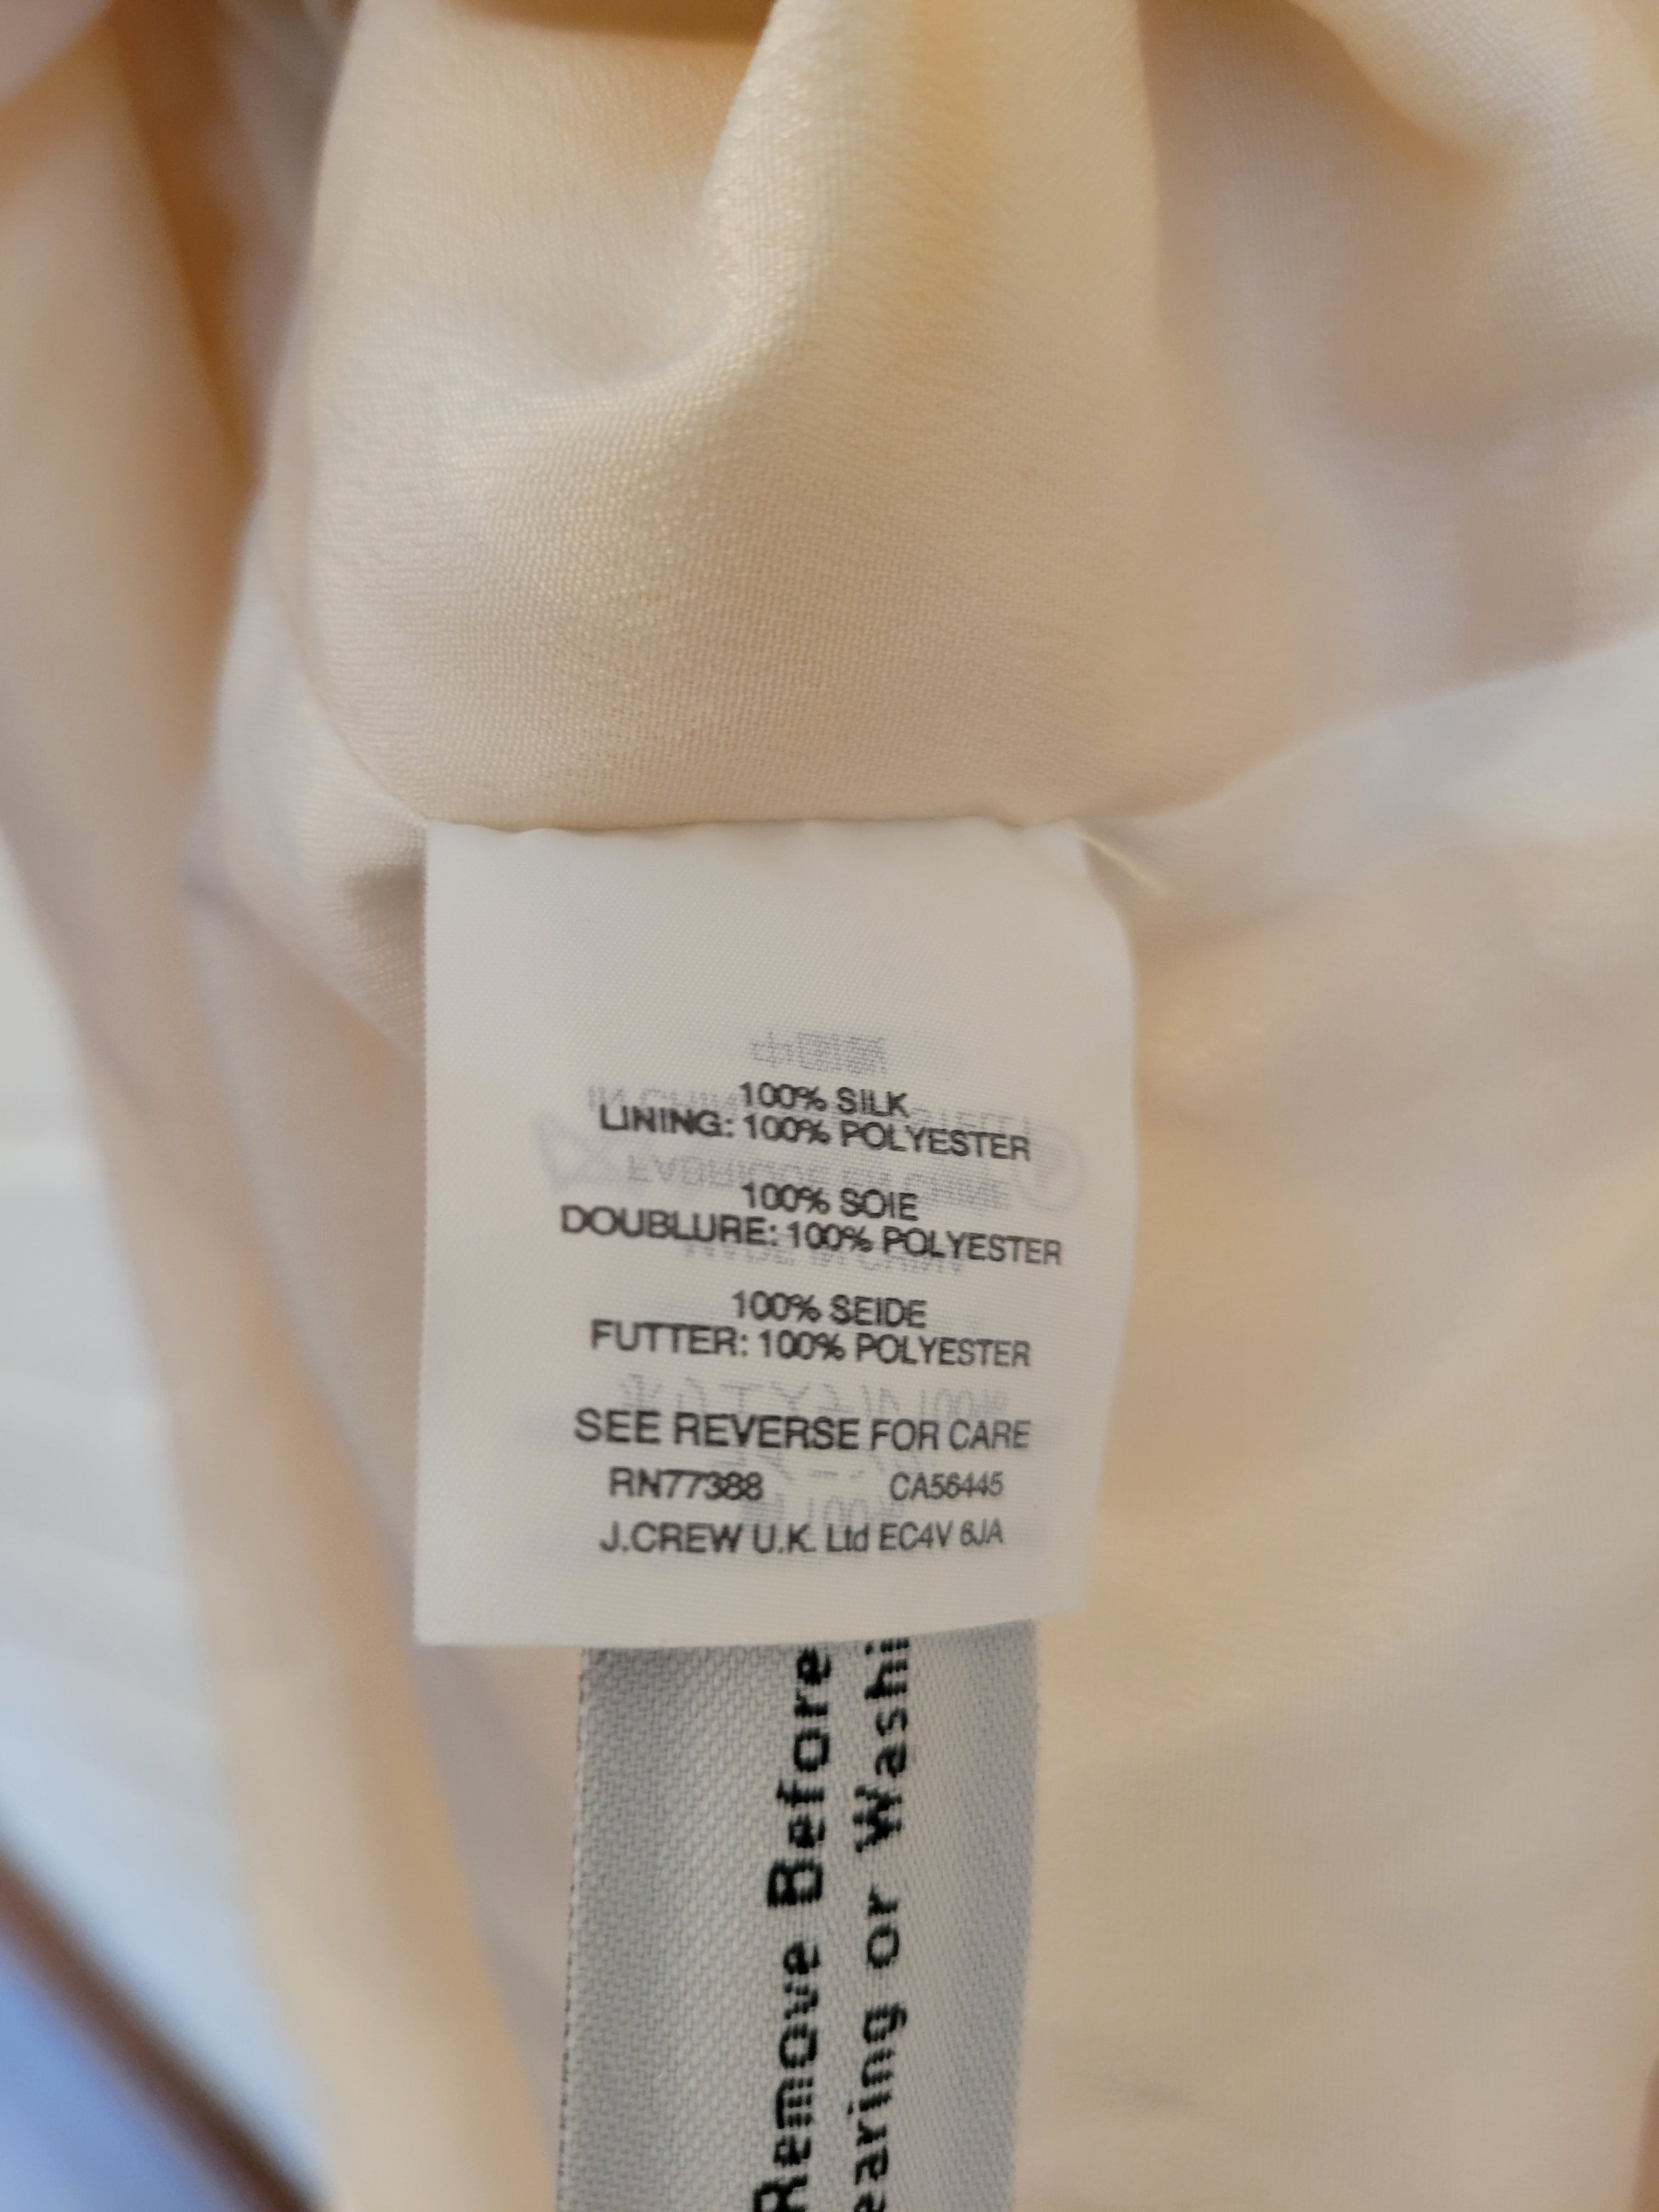 100% SILK
LINING: 100% POLYESTER
100% SOIE
DOUBLURE: 100% POLYESTER
100% SEIDE
FUTTER: 100% POLYESTER
SEE REVERSE FOR CARE
RN77388 CA56445
J.CREW U.K. Ltd EC4V 6JA
Remove Before
earing or Washi